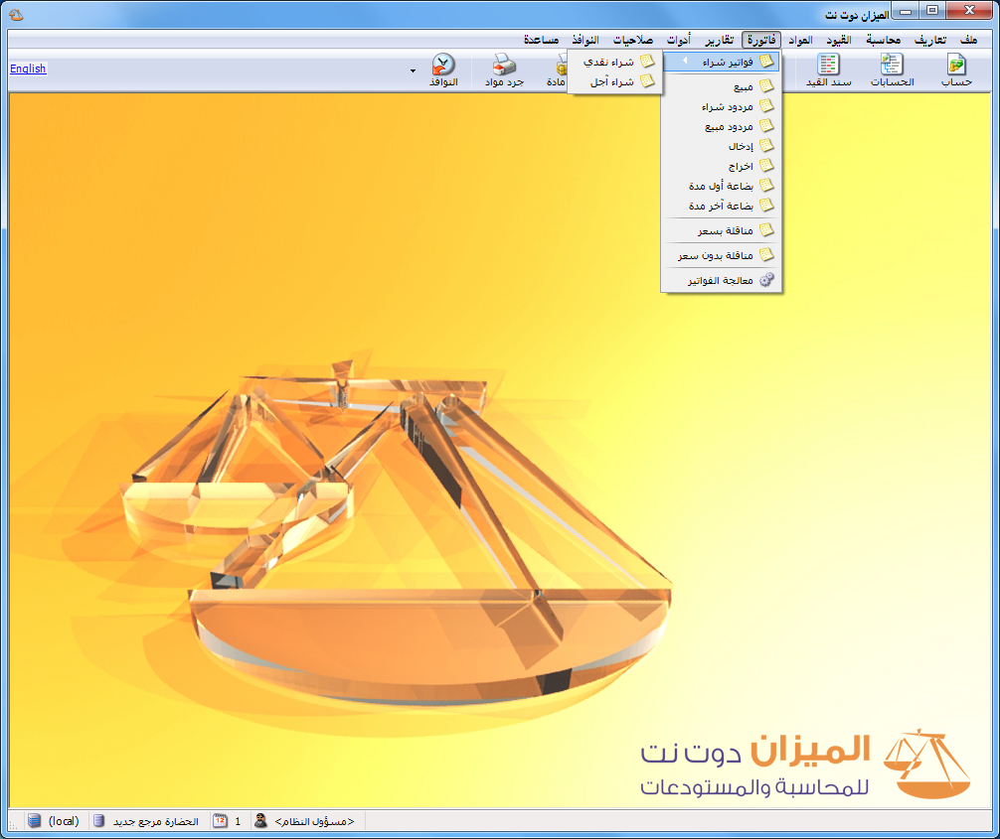 الميزان دوت نت
ملف تعاريف محاسبة القيود المواد فاتورة تقارير أدوات صلاحيات النوافذ مساعدة
حساب الحسابات سند القيد مادة جرد مواد النوافذ
English
فواتير شراء
مبيع
مردود شراء
مردود مبيع
إدخال
اخراج
بضاعة أول مدة
بضاعة آخر مدة
مناقلة بسعر
مناقلة بدون سعر
معالجة الفواتير
شراء نقدي
شراء آجل
الميزان دوت نت
للمحاسبة والمستودعات
<مسؤول النظام> 1 12 الحضارة مرجع جديد (local)